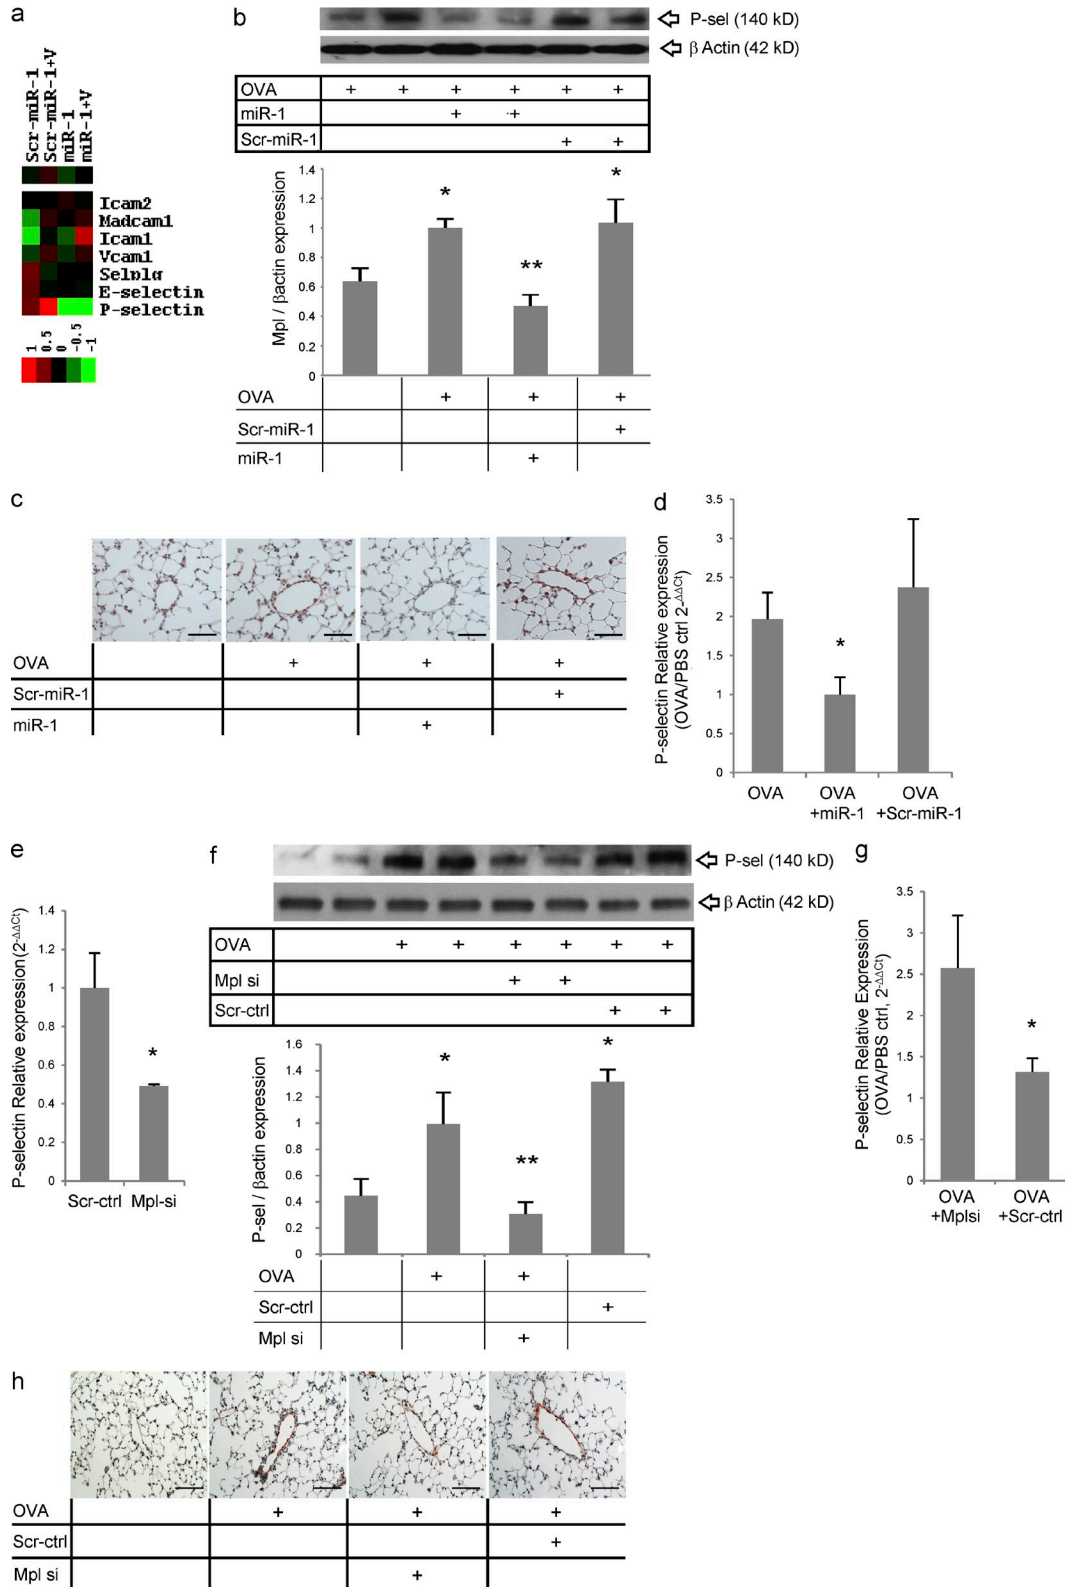 a
Scr-miR-1
Scr-miR-1+V
miR-1
miR-1+V
Icam2
Madcam1
Icam1
Vcam1
Selplg
E-selectin
P-selectin
1
0.5
0
-0.5
-1
b
P-sel (140 kD)
β Actin (42 kD)
OVA + + + + + +
miR-1 + +
Scr-miR-1 + +
Mpl / βactin expression
1.4
1.2
1
0.8
0.6
0.4
0.2
0
*
**
*
OVA + + +
Scr-miR-1 +
miR-1 +
c
OVA + + +
Scr-miR-1 +
miR-1 +
d
P-selectin Relative expression
(OVA/PBS ctrl 2-ΔΔCt)
3.5
3
2.5
2
1.5
1
0.5
0
*
OVA
OVA +miR-1
OVA +Scr-miR-1
e
P-selectin Relative expression(2-ΔΔCt)
1.4
1.2
1
0.8
0.6
0.4
0.2
0
*
Scr-ctrl Mpl-si
f
P-sel (140 kD)
β Actin (42 kD)
OVA + + + + + +
Mpl si + +
Scr-ctrl + +
P-sel / βactin expression
1.6
1.4
1.2
1
0.8
0.6
0.4
0.2
0
*
**
*
OVA + +
Scr-ctrl +
Mpl si +
g
P-selectin Relative Expression
(OVA/PBS ctrl, 2-ΔΔCt)
3.5
3
2.5
2
1.5
1
0.5
0
*
OVA +Mplsi
OVA +Scr-ctrl
h
OVA + + +
Scr-ctrl +
Mpl si +